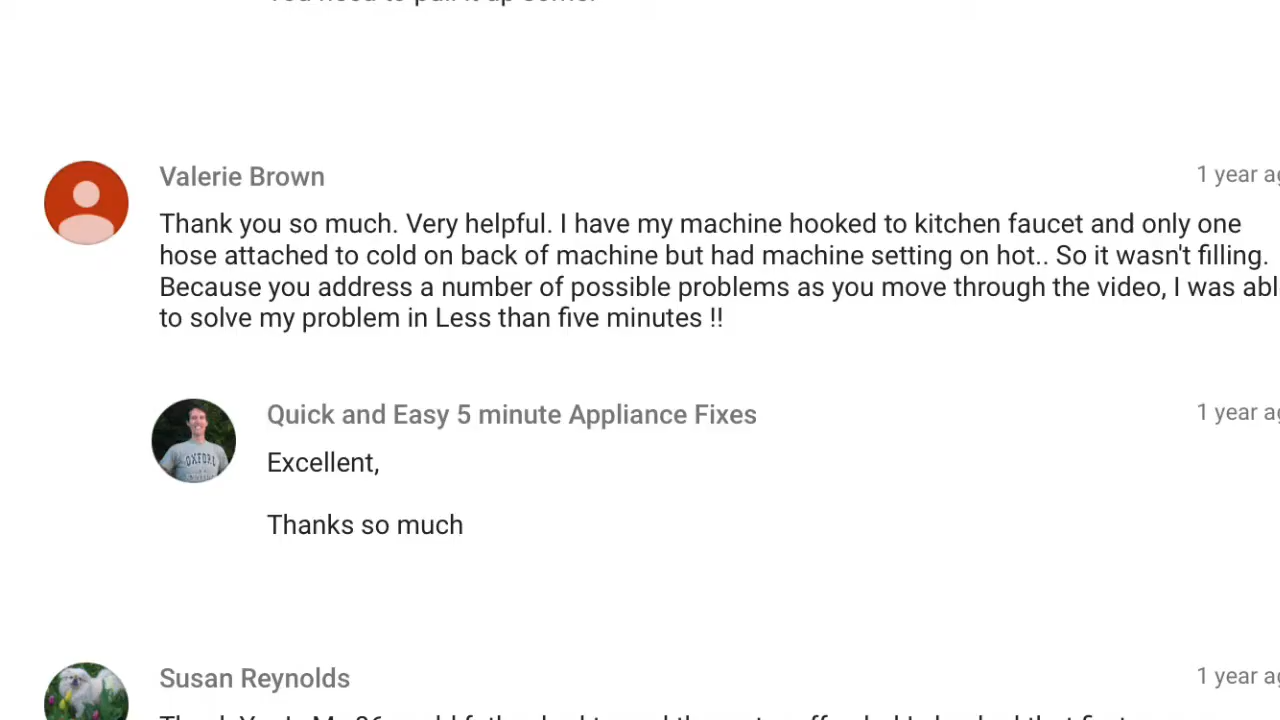 Valerie Brown
1 year ag
Thank you so much. Very helpful. I have my machine hooked to kitchen faucet and only one
hose attached to cold on back of machine but had machine setting on hot.. So it wasn't filling.
Because you address a number of possible problems as you move through the video, I was abl
to solve my problem in Less than five minutes !!
Quick and Easy 5 minute Appliance Fixes
1 year ag
OXFORD
Excellent,
Thanks so much
Susan Reynolds
1 year ag